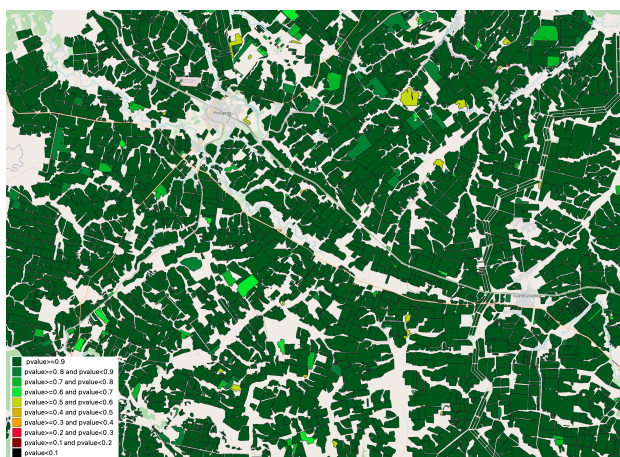 pvalue>=0.9
pvalue>=0.8 and pvalue<0.9
pvalue>=0.7 and pvalue<0.8
pvalue>=0.6 and pvalue<0.7
pvalue>=0.5 and pvalue<0.6
pvalue>=0.4 and pvalue<0.5
pvalue>=0.3 and pvalue<0.4
pvalue>=0.2 and pvalue<0.3
pvalue>=0.1 and pvalue<0.2
pvalue<0.1